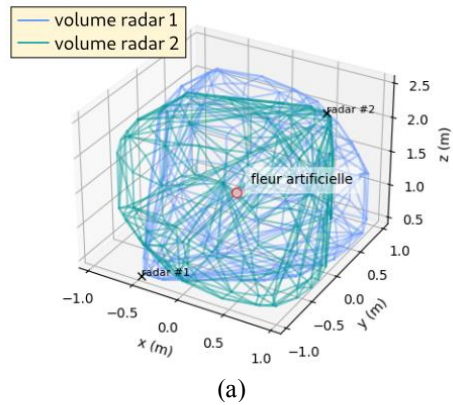 volume radar 1
volume radar 2
radar #2
fleur artificielle
radar #1
2.5
2.0
1.5
1.0
0.5
z (m)
−1.0
−0.5
0.0
0.5
1.0
x (m)
−1.0
−0.5
0.0
0.5
1.0
y (m)
(a)